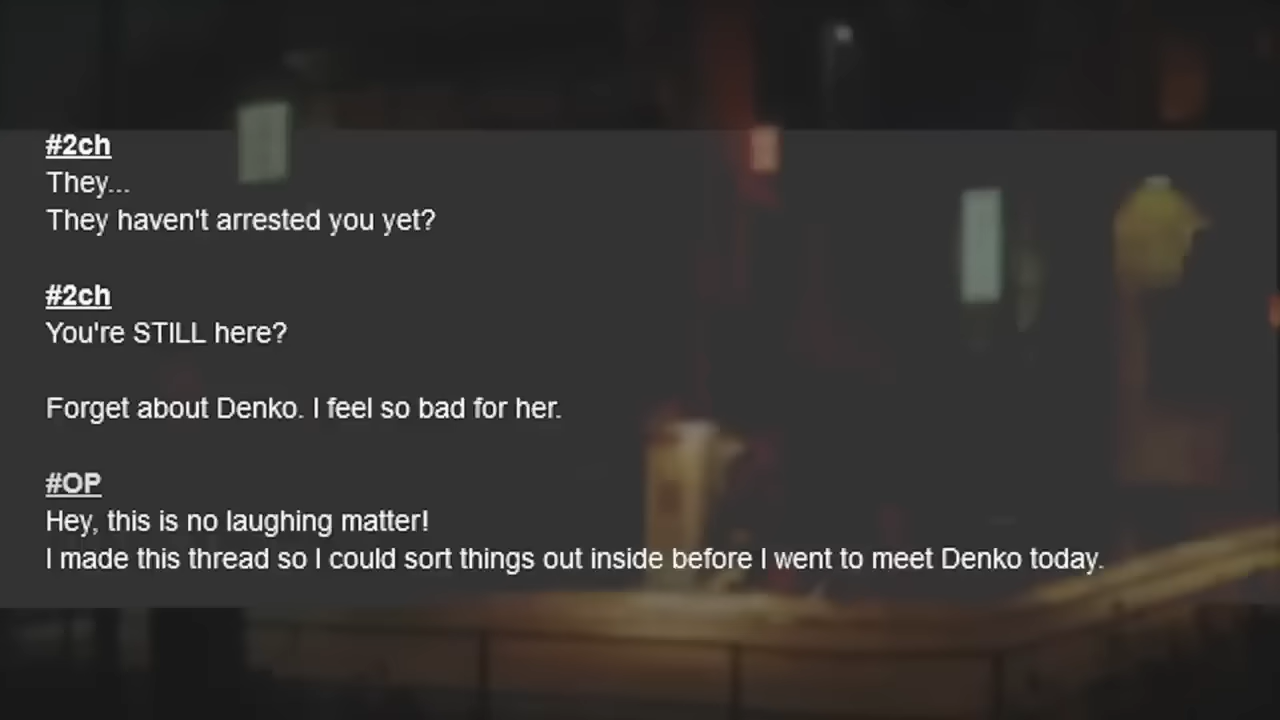 #2ch
They...
They haven't arrested you yet?
#2ch
You're STILL here?
Forget about Denko. I feel so bad for her.
#OP
Hey, this is no laughing matter!
I made this thread so I could sort things out inside before I went to meet Denko today.